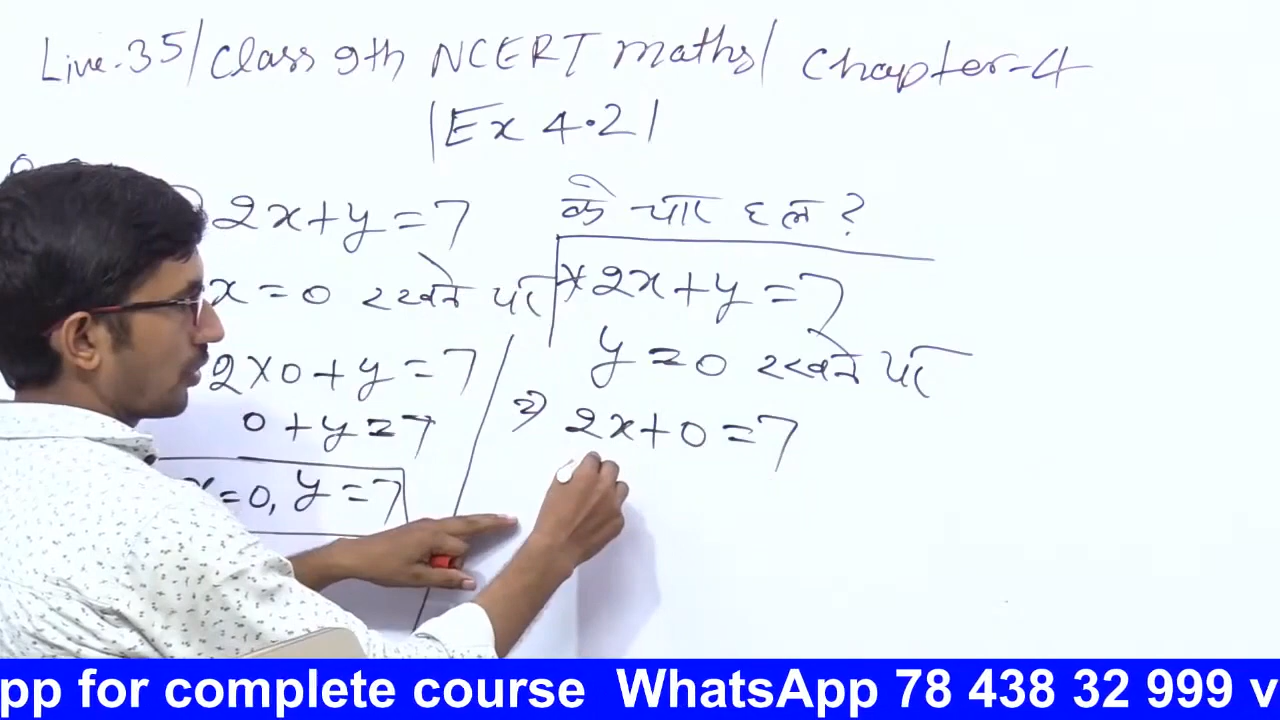 Live-35/Class 9th NCERT maths/ Chapter-4
|Ex 4.2|
2x+y=7 के चार हल?
x=0 रखने पर
2×0+y=7
0+y=7
x=0, y=7
* 2x+y=7
y=0 रखने पर
⇒ 2x+0=7
pp for complete course WhatsApp 78 438 32 999 v